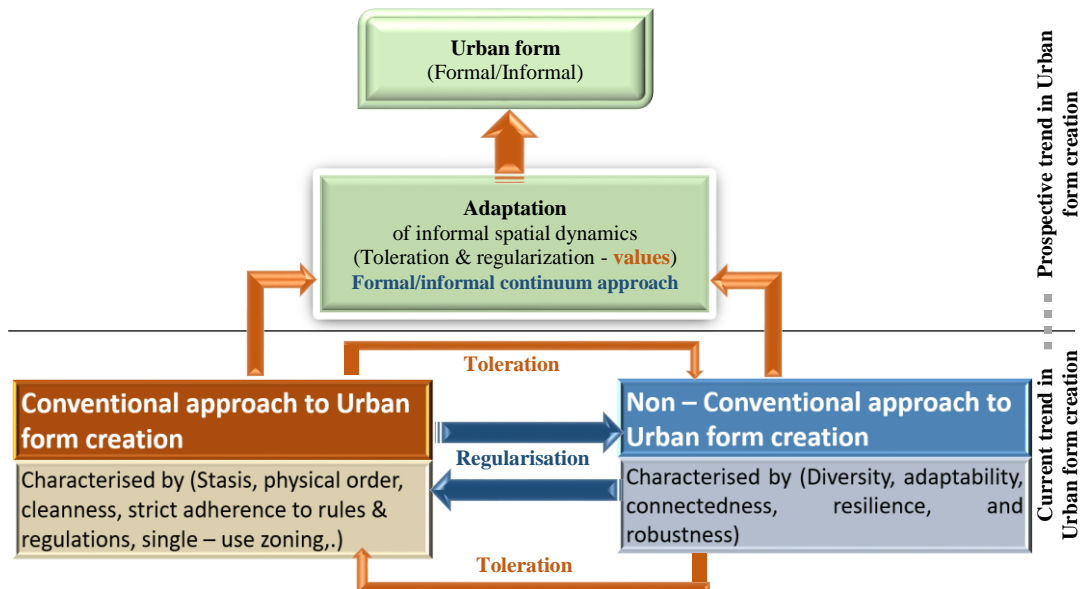 Urban form
(Formal/Informal)
Adaptation
of informal spatial dynamics
(Toleration & regularization - values)
Formal/informal continuum approach
Prospective trend in Urban
form creation
Toleration
Conventional approach to Urban
form creation
Characterised by (Stasis, physical order,
cleanness, strict adherence to rules &
regulations, single – use zoning,.)
Regularisation
Non – Conventional approach to
Urban form creation
Characterised by (Diversity, adaptability,
connectedness, resilience, and
robustness)
Toleration
Current trend in
Urban form creation